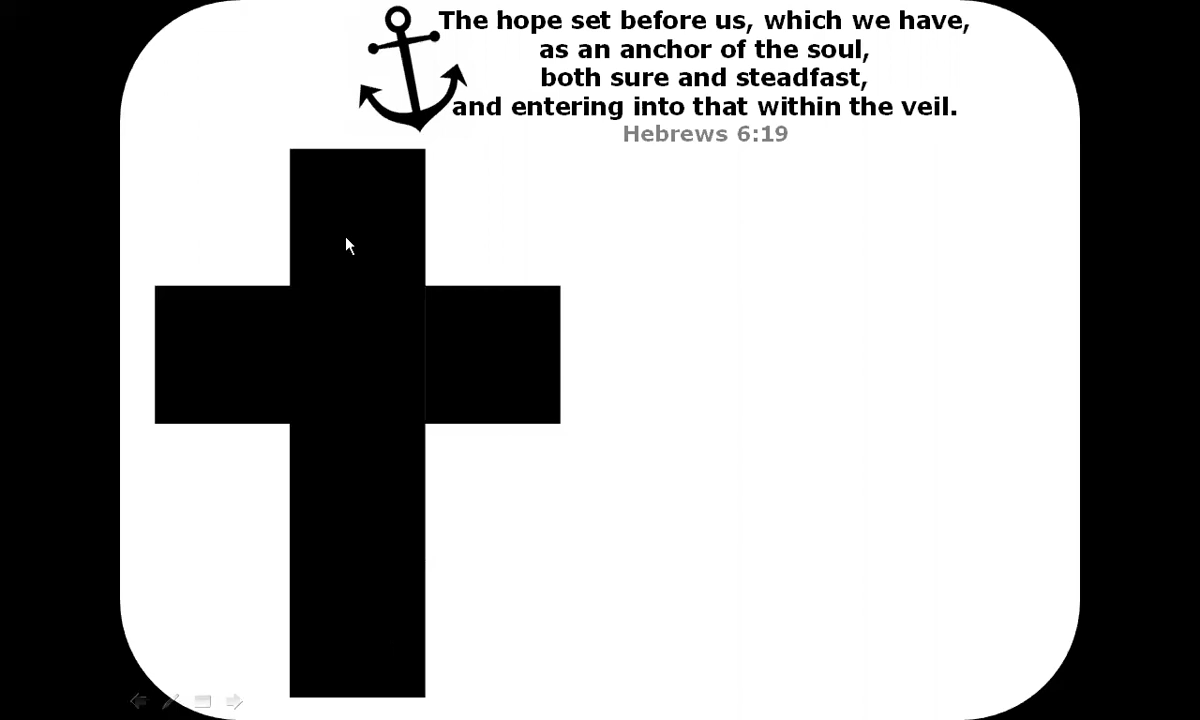 The hope set before us, which we have,
as an anchor of the soul,
both sure and steadfast,
and entering into that within the veil.
Hebrews 6:19